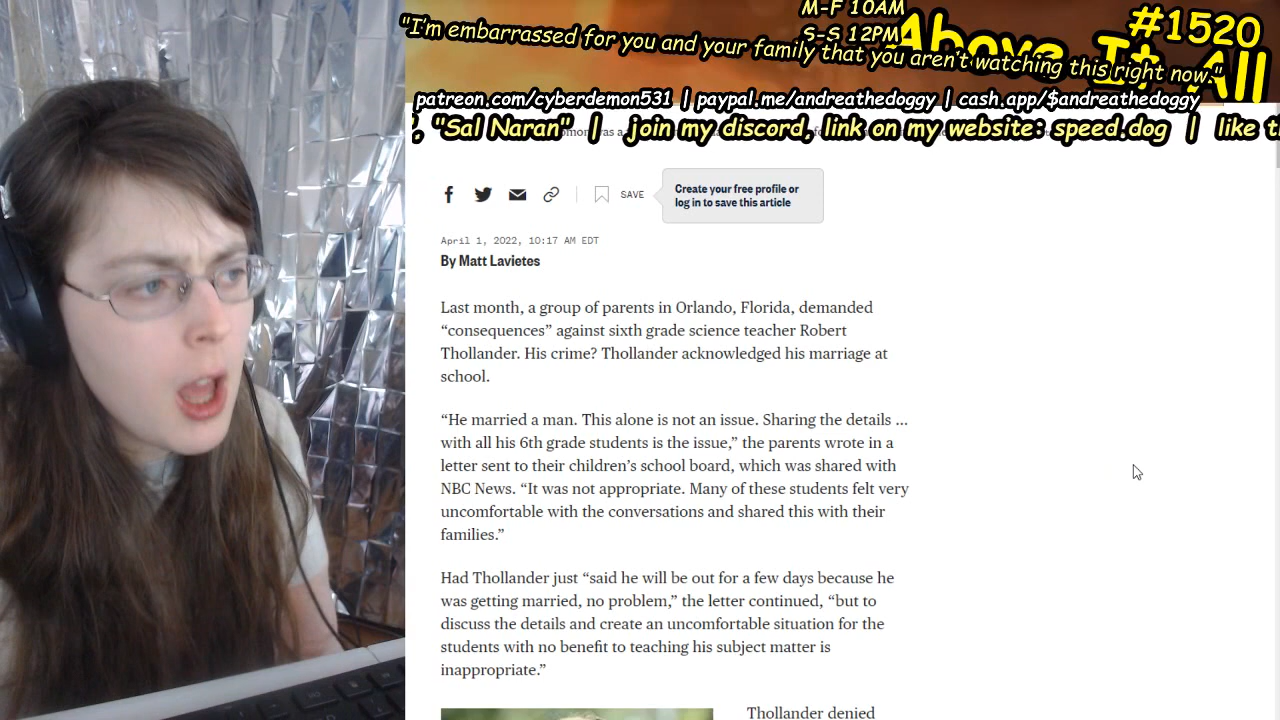 M-F 10AM
S-S 12PM
Above It All
#1520
"I'm embarrassed for you and your family that you aren't watching this right now."
patreon.com/cyberdemon531 | paypal.me/andreathedoggy | cash.app/$andreathedoggy
"Sal Naran" | join my discord, link on my website: speed.dog | like
SAVE
Create your free profile or
log in to save this article
April 1, 2022, 10:17 AM EDT
By Matt Lavietes
Last month, a group of parents in Orlando, Florida, demanded
“consequences” against sixth grade science teacher Robert
Thollander. His crime? Thollander acknowledged his marriage at
school.
“He married a man. This alone is not an issue. Sharing the details ...
with all his 6th grade students is the issue,” the parents wrote in a
letter sent to their children’s school board, which was shared with
NBC News. “It was not appropriate. Many of these students felt very
uncomfortable with the conversations and shared this with their
families.”
Had Thollander just “said he will be out for a few days because he
was getting married, no problem,” the letter continued, “but to
discuss the details and create an uncomfortable situation for the
students with no benefit to teaching his subject matter is
inappropriate.”
Thollander denied